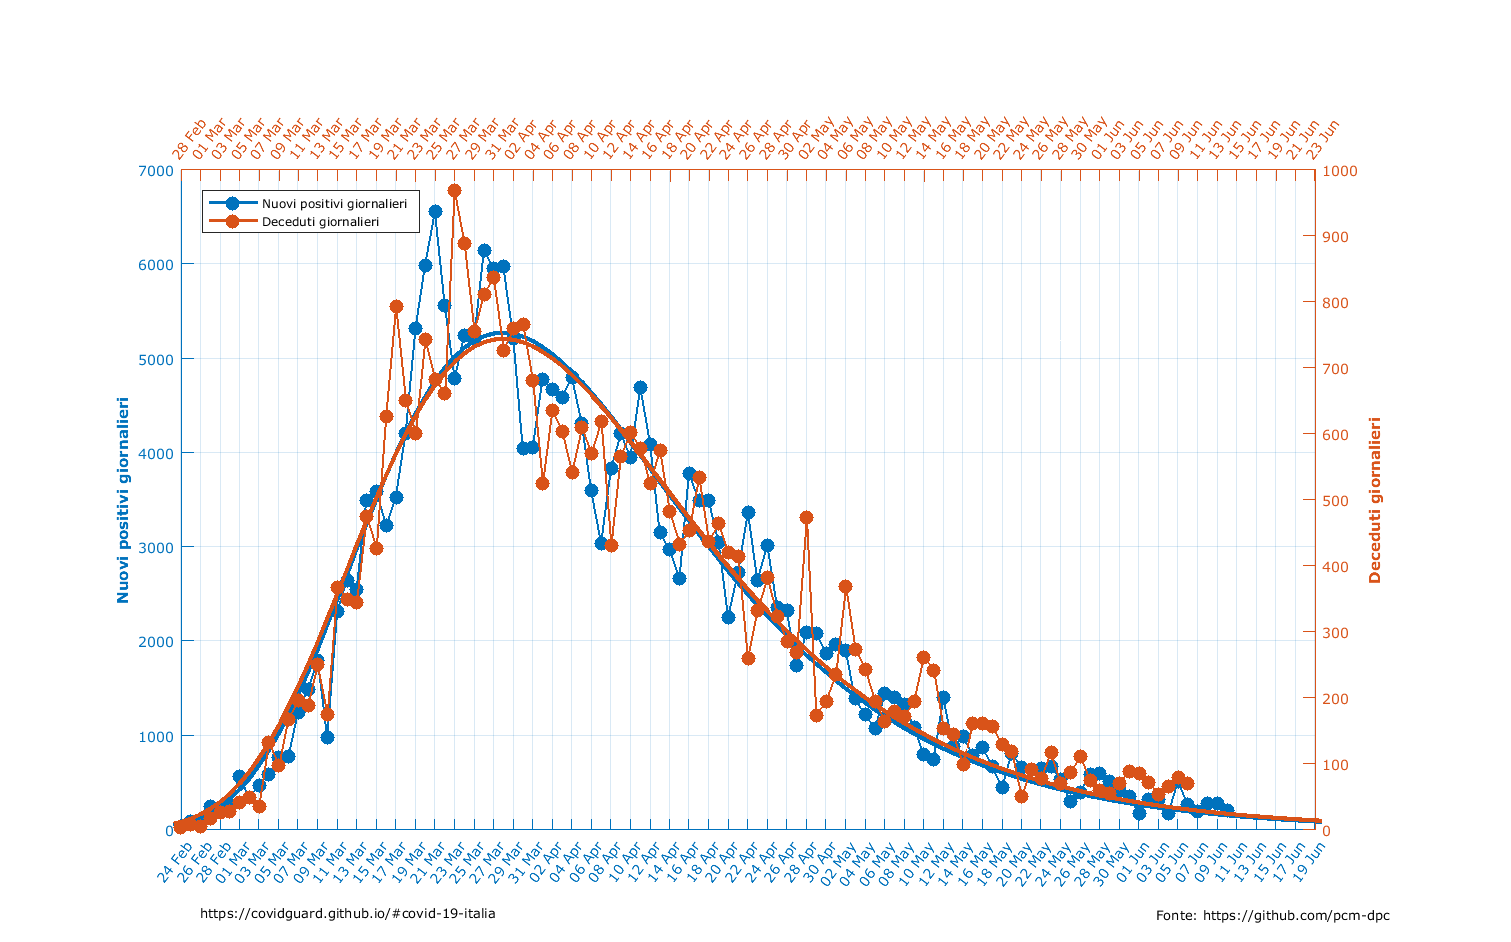 28 Feb
01 Mar
03 Mar
05 Mar
07 Mar
09 Mar
11 Mar
13 Mar
15 Mar
17 Mar
19 Mar
21 Mar
23 Mar
25 Mar
27 Mar
29 Mar
31 Mar
02 Apr
04 Apr
06 Apr
08 Apr
10 Apr
12 Apr
14 Apr
16 Apr
18 Apr
20 Apr
22 Apr
24 Apr
26 Apr
28 Apr
30 Apr
02 May
04 May
06 May
08 May
10 May
12 May
14 May
16 May
18 May
20 May
22 May
24 May
26 May
28 May
30 May
01 Jun
03 Jun
05 Jun
07 Jun
09 Jun
11 Jun
13 Jun
15 Jun
17 Jun
19 Jun
21 Jun
23 Jun
Nuovi positivi giornalieri
Deceduti giornalieri
7000
6000
5000
4000
3000
2000
1000
0
Nuovi positivi giornalieri
1000
900
800
700
600
500
400
300
200
100
0
Deceduti giornalieri
24 Feb
26 Feb
28 Feb
01 Mar
03 Mar
05 Mar
07 Mar
09 Mar
11 Mar
13 Mar
15 Mar
17 Mar
19 Mar
21 Mar
23 Mar
25 Mar
27 Mar
29 Mar
31 Mar
02 Apr
04 Apr
06 Apr
08 Apr
10 Apr
12 Apr
14 Apr
16 Apr
18 Apr
20 Apr
22 Apr
24 Apr
26 Apr
28 Apr
30 Apr
02 May
04 May
06 May
08 May
10 May
12 May
14 May
16 May
18 May
20 May
22 May
24 May
26 May
28 May
30 May
01 Jun
03 Jun
05 Jun
07 Jun
09 Jun
11 Jun
13 Jun
15 Jun
17 Jun
19 Jun
https://covidguard.github.io/#covid-19-italia
Fonte: https://github.com/pcm-dpc